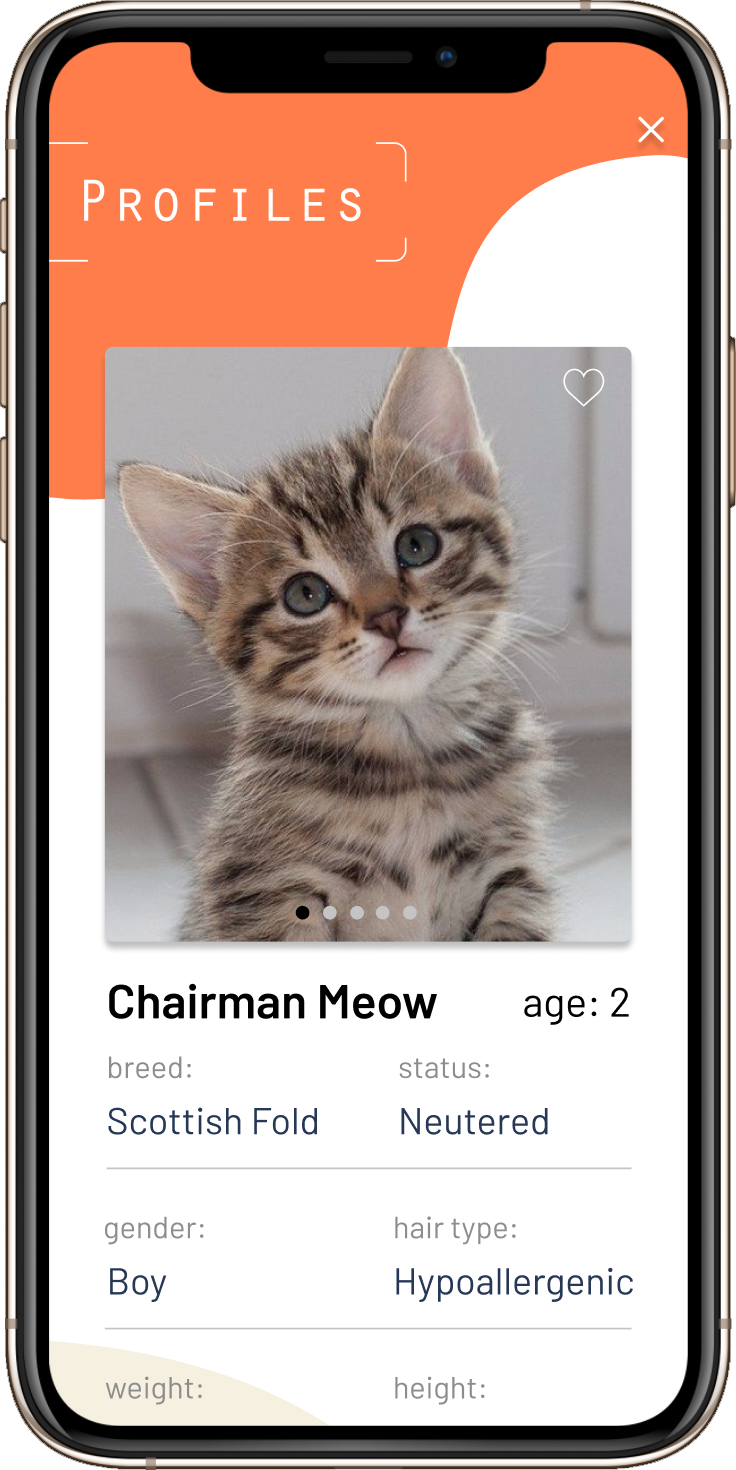 PROFILES
Chairman Meow age: 2
breed: status:
Scottish Fold Neutered
gender: hair type:
Boy Hypoallergenic
weight: height: